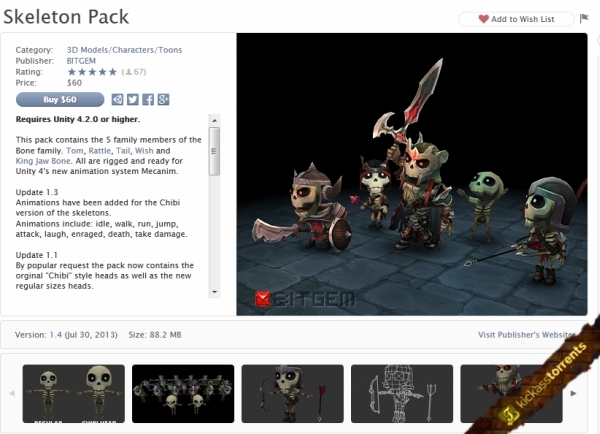 Skeleton Pack
Add to Wish List
Category: 3D Models/Characters/Toons
Publisher: BITGEM
Rating: ★★★★★ (67)
Price: $60
Buy $60
Requires Unity 4.2.0 or higher.
This pack contains the 5 family members of the
Bone family. Tom, Rattle, Tail, Wish and
King Jaw Bone. All are rigged and ready for
Unity 4's new animation system Mecanim.
Update 1.3
Animations have been added for the Chibi
version of the skeletons.
Animations include: idle, walk, run, jump,
attack, laugh, enraged, death, take damage.
Update 1.1
By popular request the pack now contains the
orginal "Chibi" style heads as well as the new
regular sizes heads.
BITGEM
Version: 1.4 (Jul 30, 2013) Size: 88.2 MB
Visit Publisher's Website
REGULAR CHIBI HEAD
kickasstorrents